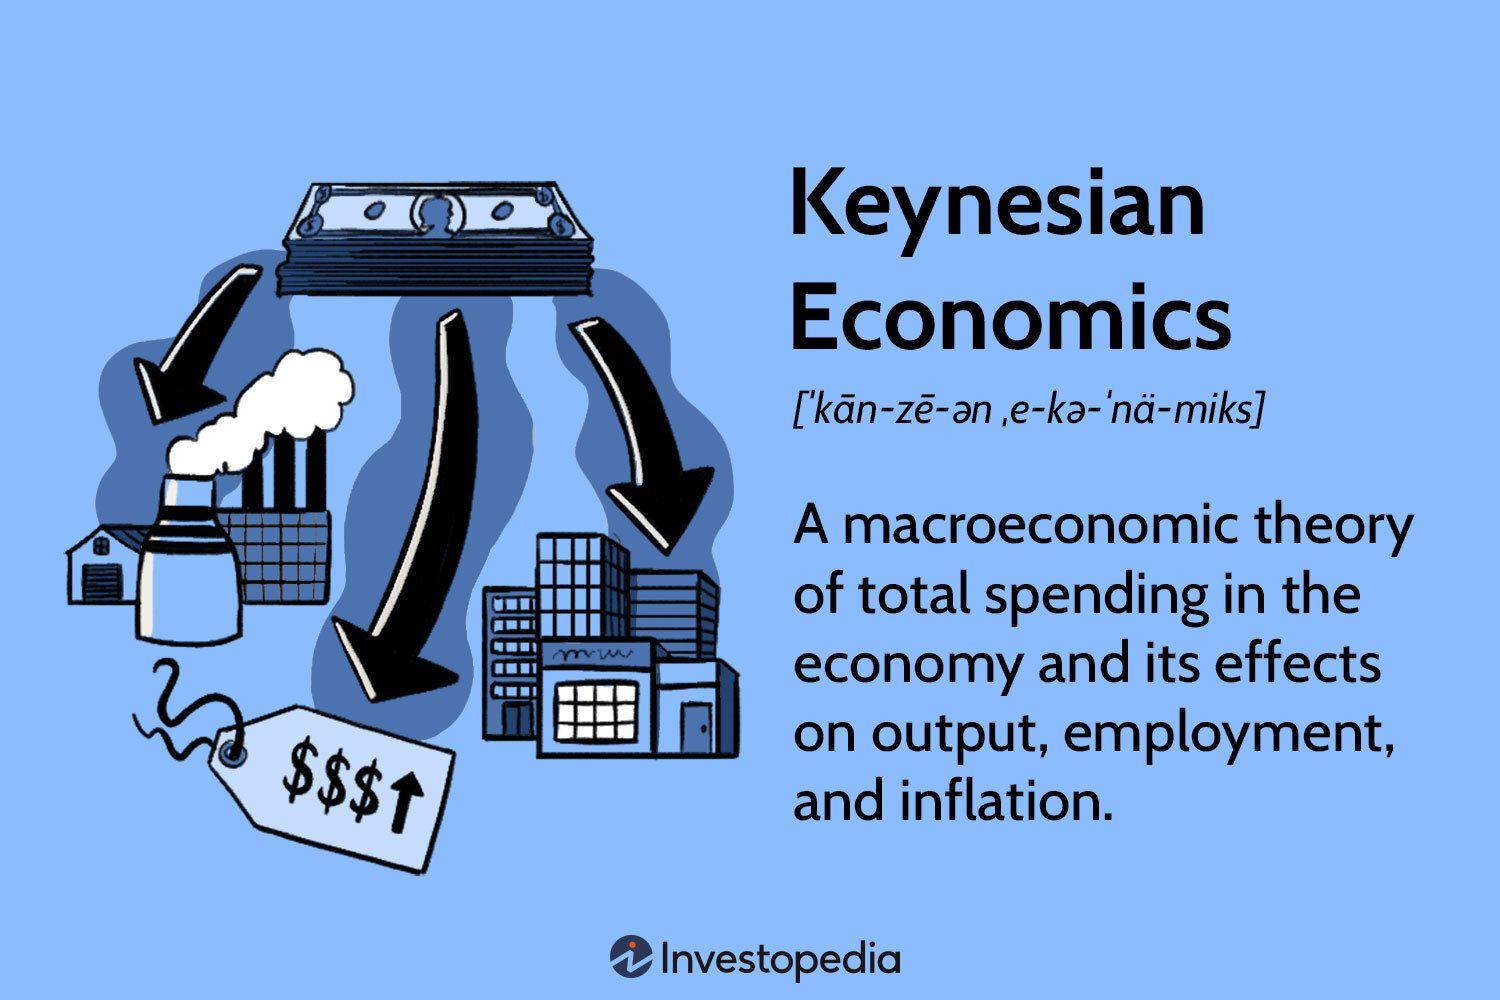 Keynesian
Economics
[ˈkān-zē-ən ˌe-kə-ˈnä-miks]
A macroeconomic theory
of total spending in the
economy and its effects
on output, employment,
and inflation.
$$$↑
Investopedia